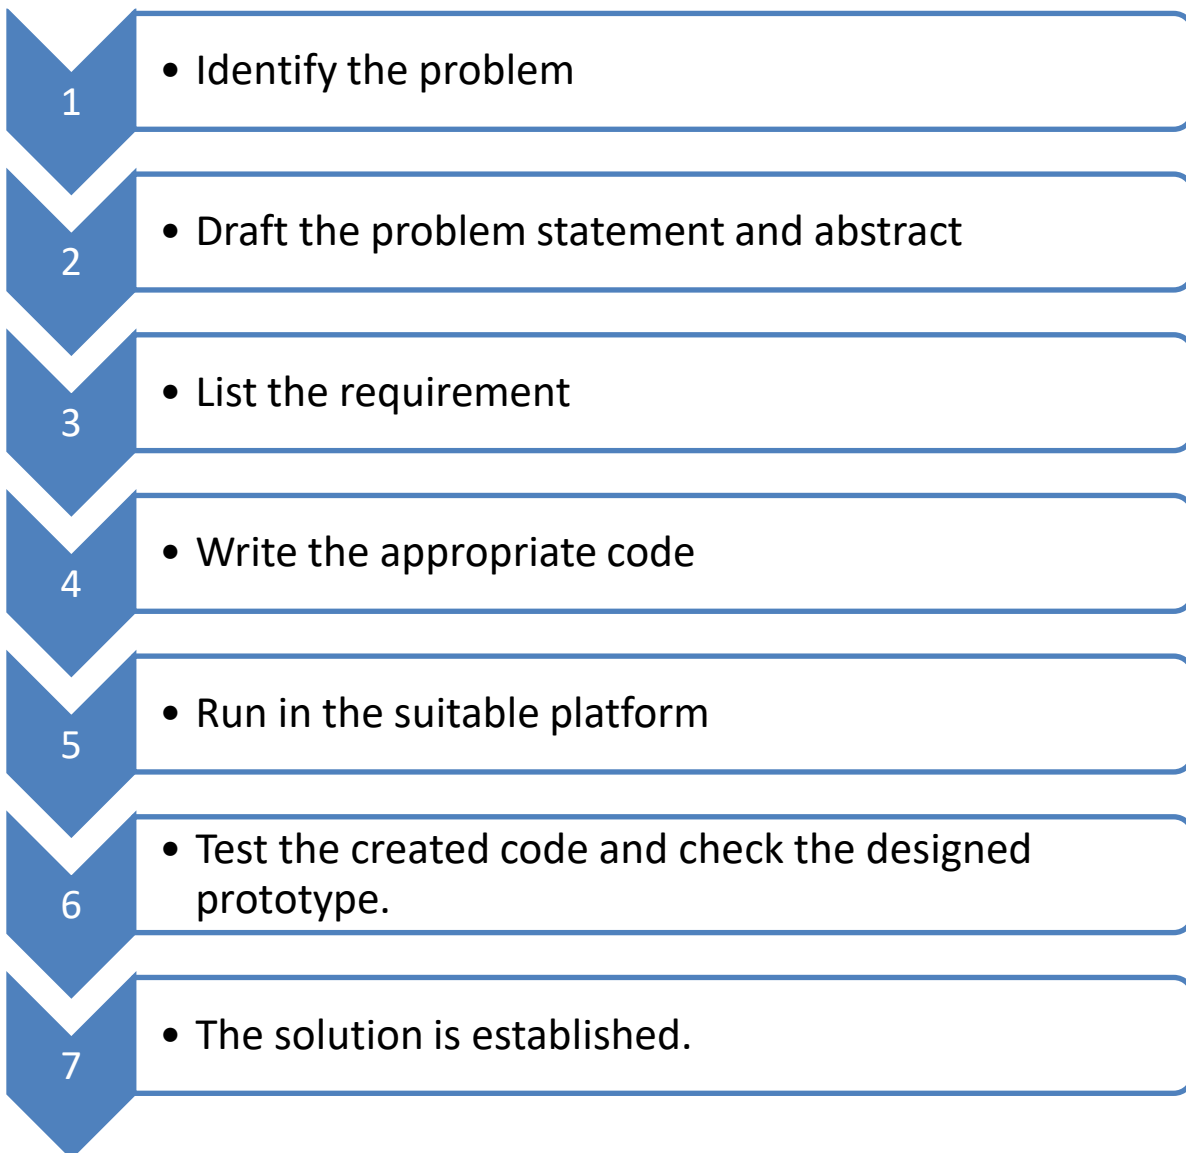 1
• Identify the problem
2
• Draft the problem statement and abstract
3
• List the requirement
4
• Write the appropriate code
5
• Run in the suitable platform
6
• Test the created code and check the designed
prototype.
7
• The solution is established.